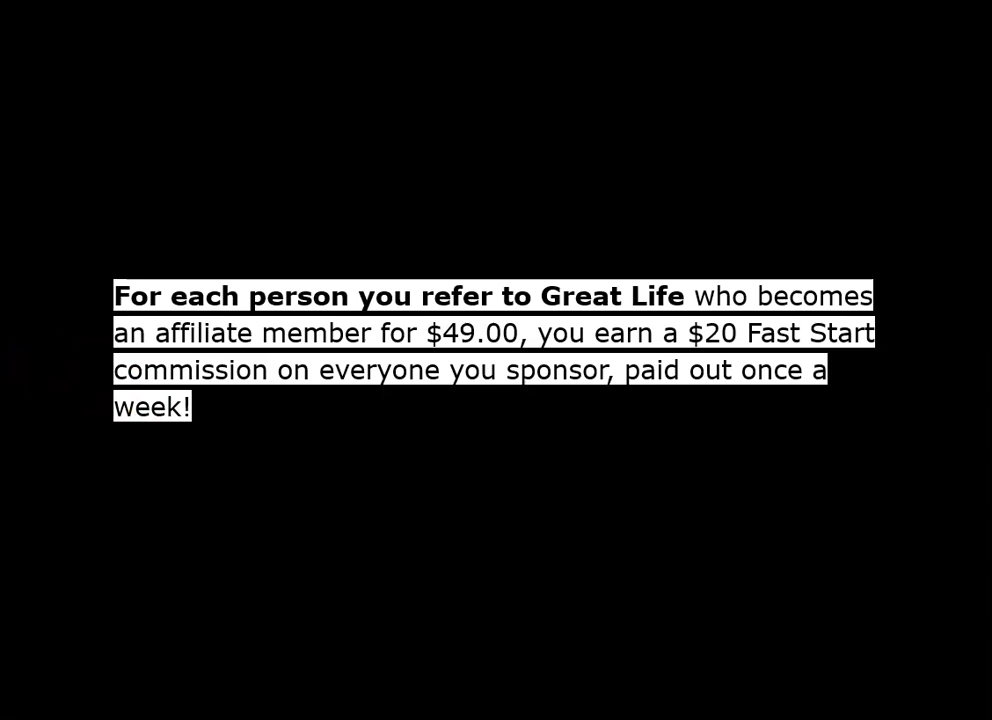 For each person you refer to Great Life who becomes
an affiliate member for $49.00, you earn a $20 Fast Start
commission on everyone you sponsor, paid out once a
week!